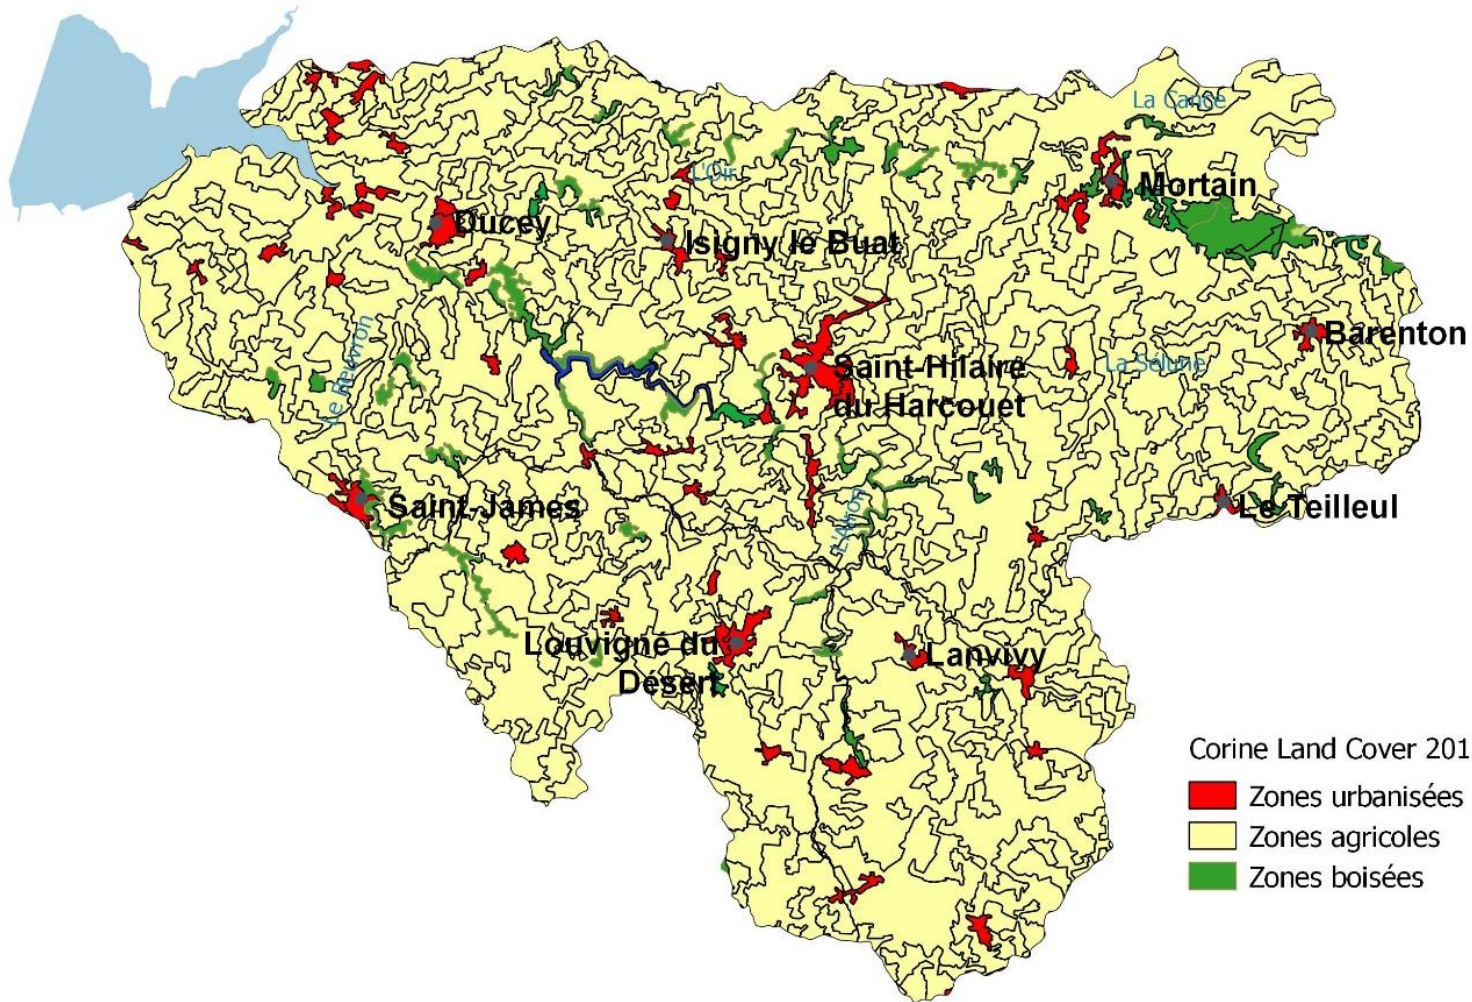 La Cance
L'Oir
Mortain
Ducey
Isigny le Buat
Barenton
Le Beuvron
Saint-Hilaire
du Harcouet
La Sélune
Saint-James
L'Airon
Le Teilleul
Louvigné du
Désert
Lanvivy
Corine Land Cover 201
Zones urbanisées
Zones agricoles
Zones boisées